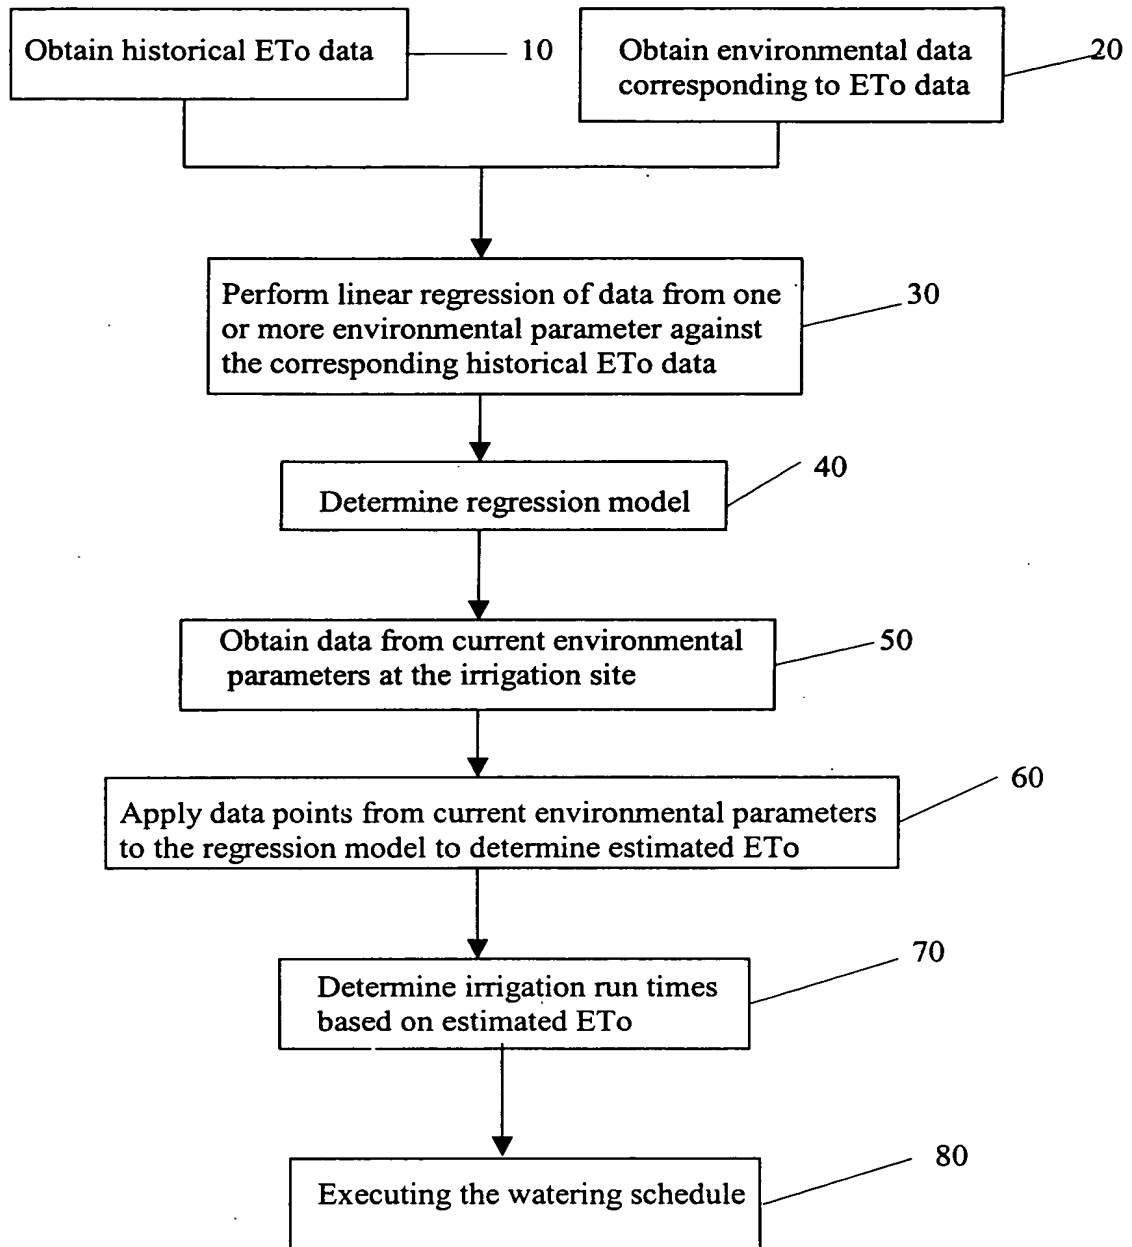 Obtain historical ETo data
10
Obtain environmental data
corresponding to ETo data
20
Perform linear regression of data from one
or more environmental parameter against
the corresponding historical ETo data
30
Determine regression model
40
Obtain data from current environmental
parameters at the irrigation site
50
Apply data points from current environmental parameters
to the regression model to determine estimated ETo
60
Determine irrigation run times
based on estimated ETo
70
Executing the watering schedule
80